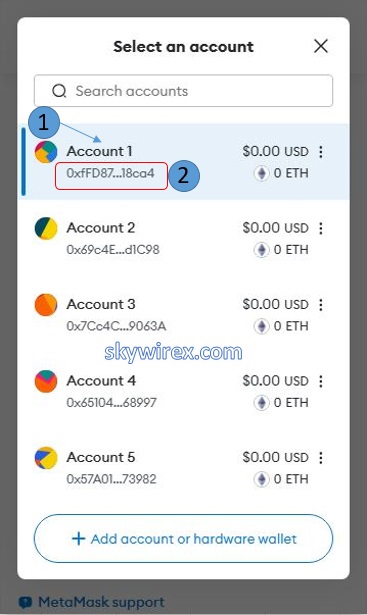 Select an account
Search accounts
1
Account 1
$0.00 USD
0xfFD87...18ca4
2
0 ETH
Account 2
$0.00 USD
0x69c4E...d1C98
0 ETH
Account 3
$0.00 USD
0x7Cc4C...9063A
0 ETH
skywirex.com
Account 4
$0.00 USD
0x65104...68997
0 ETH
Account 5
$0.00 USD
0x57A01...73982
0 ETH
+ Add account or hardware wallet
MetaMask support